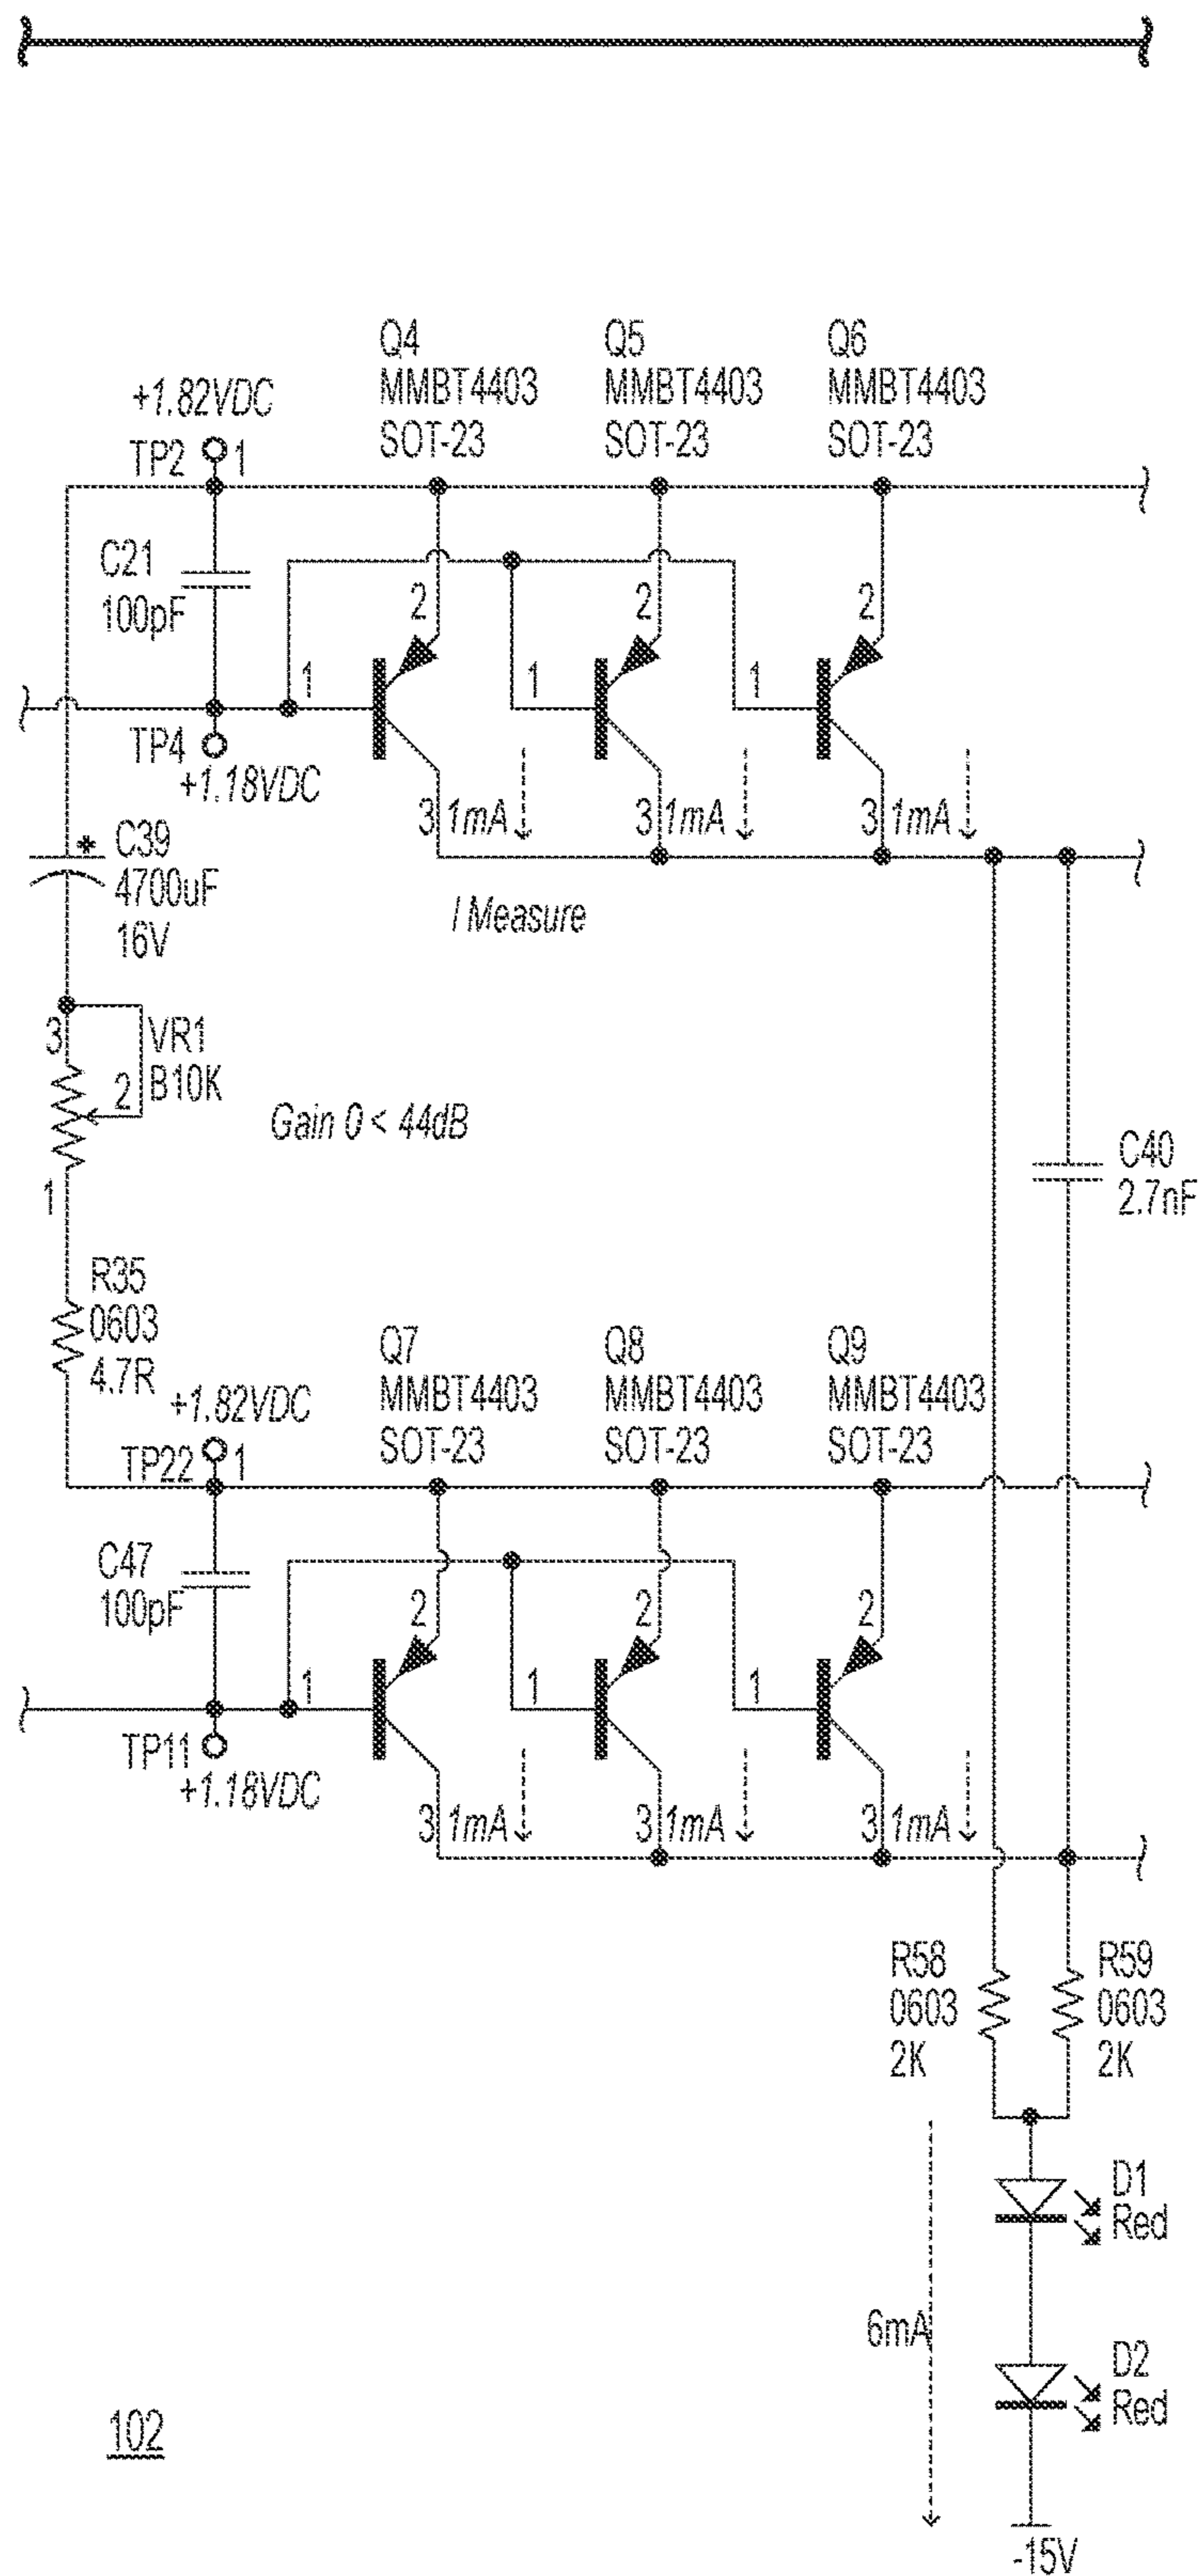 Q4
MMBT4403
SOT-23
Q5
MMBT4403
SOT-23
Q6
MMBT4403
SOT-23
+1.82VDC
TP2
1
C21
100pF
2
2
2
1
1
1
TP4
+1.18VDC
3
1mA
3
1mA
3
1mA
*
C39
4700uF
16V
I Measure
3
VR1
B10K
2
1
Gain 0 < 44dB
C40
2.7nF
R35
0603
4.7R
Q7
MMBT4403
SOT-23
Q8
MMBT4403
SOT-23
Q9
MMBT4403
SOT-23
+1.82VDC
TP22
1
C47
100pF
2
2
2
1
1
1
TP11
+1.18VDC
3
1mA
3
1mA
3
1mA
R58
0603
2K
R59
0603
2K
D1
Red
6mA
D2
Red
102
-15V